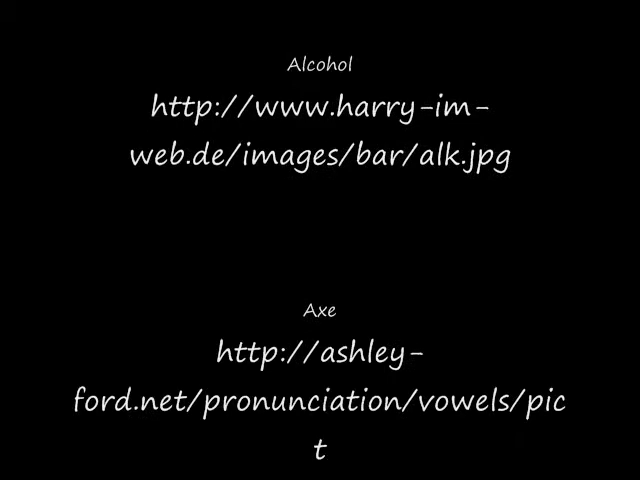 Alcohol
http://www.harry-im-
web.de/images/bar/alk.jpg
Axe
http://ashley-
ford.net/pronunciation/vowels/pic
t